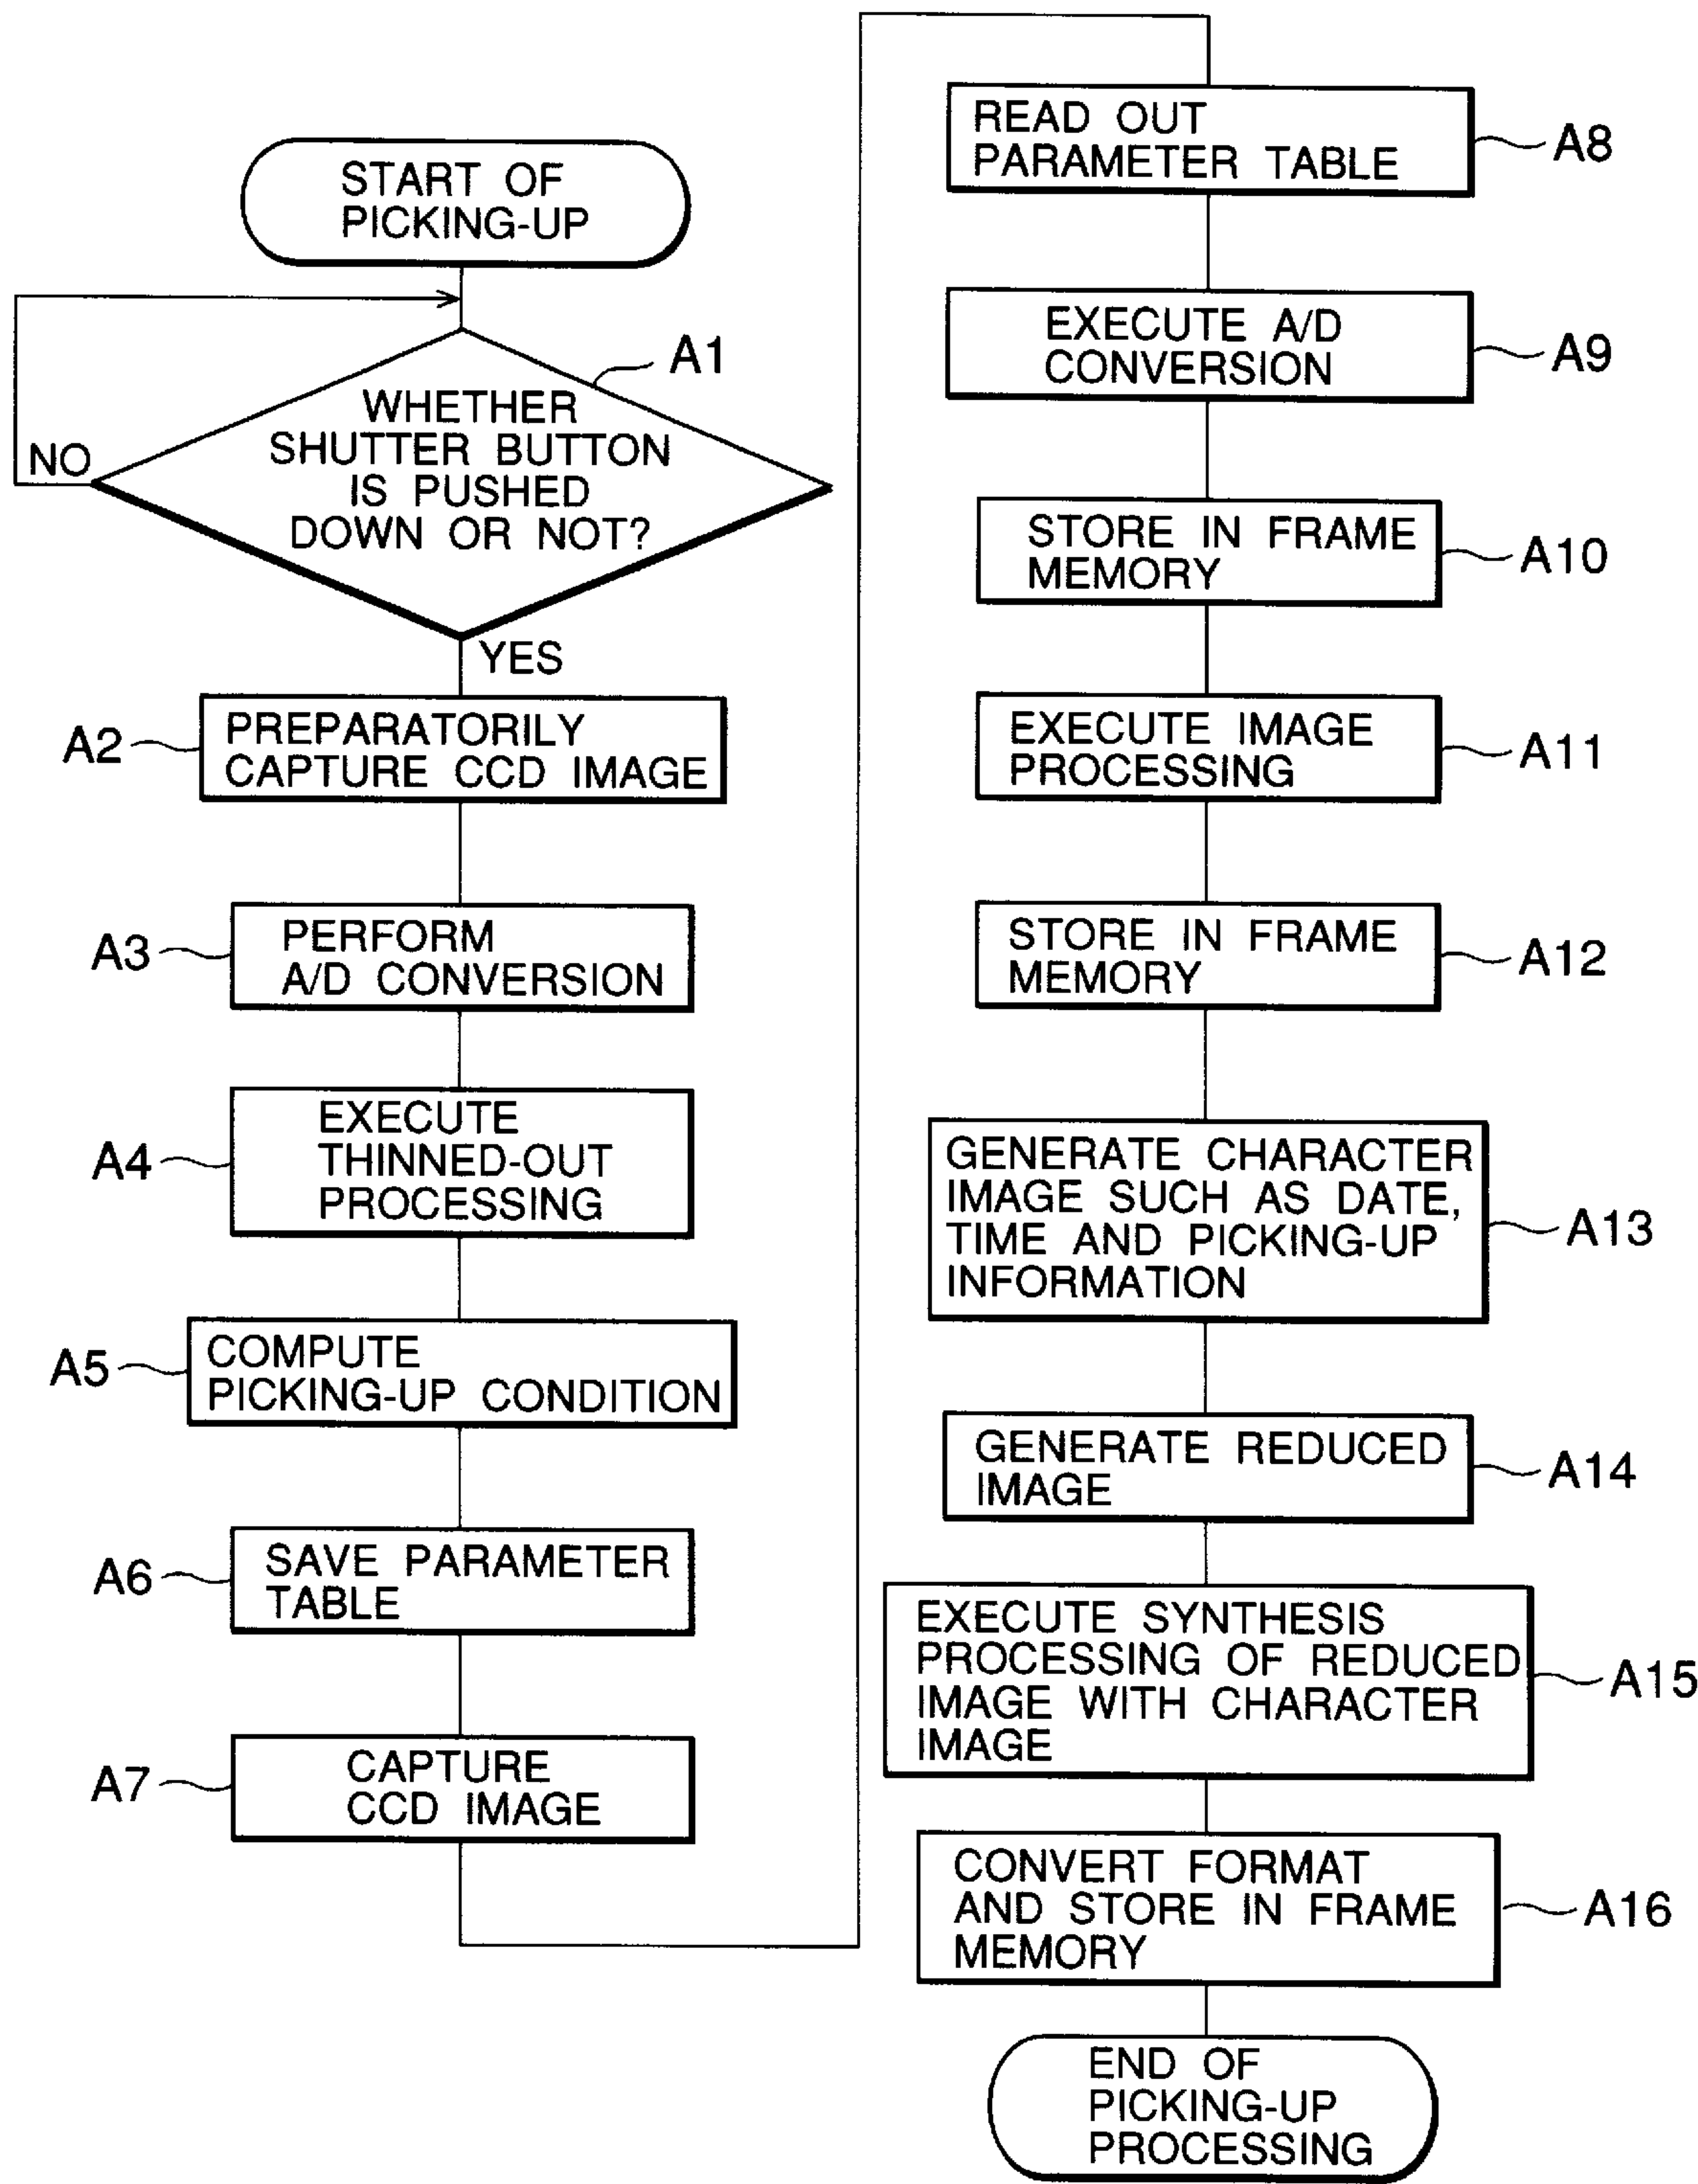 START OF
PICKING-UP
A1
WHETHER
SHUTTER BUTTON
IS PUSHED
DOWN OR NOT?
NO
YES
A2
PREPARATORILY
CAPTURE CCD IMAGE
A3
PERFORM
A/D CONVERSION
A4
EXECUTE
THINNED-OUT
PROCESSING
A5
COMPUTE
PICKING-UP CONDITION
A6
SAVE PARAMETER
TABLE
A7
CAPTURE
CCD IMAGE
READ OUT
PARAMETER TABLE
A8
EXECUTE A/D
CONVERSION
A9
STORE IN FRAME
MEMORY
A10
EXECUTE IMAGE
PROCESSING
A11
STORE IN FRAME
MEMORY
A12
GENERATE CHARACTER
IMAGE SUCH AS DATE,
TIME AND PICKING-UP
INFORMATION
A13
GENERATE REDUCED
IMAGE
A14
EXECUTE SYNTHESIS
PROCESSING OF REDUCED
IMAGE WITH CHARACTER
IMAGE
A15
CONVERT FORMAT
AND STORE IN FRAME
MEMORY
A16
END OF
PICKING-UP
PROCESSING